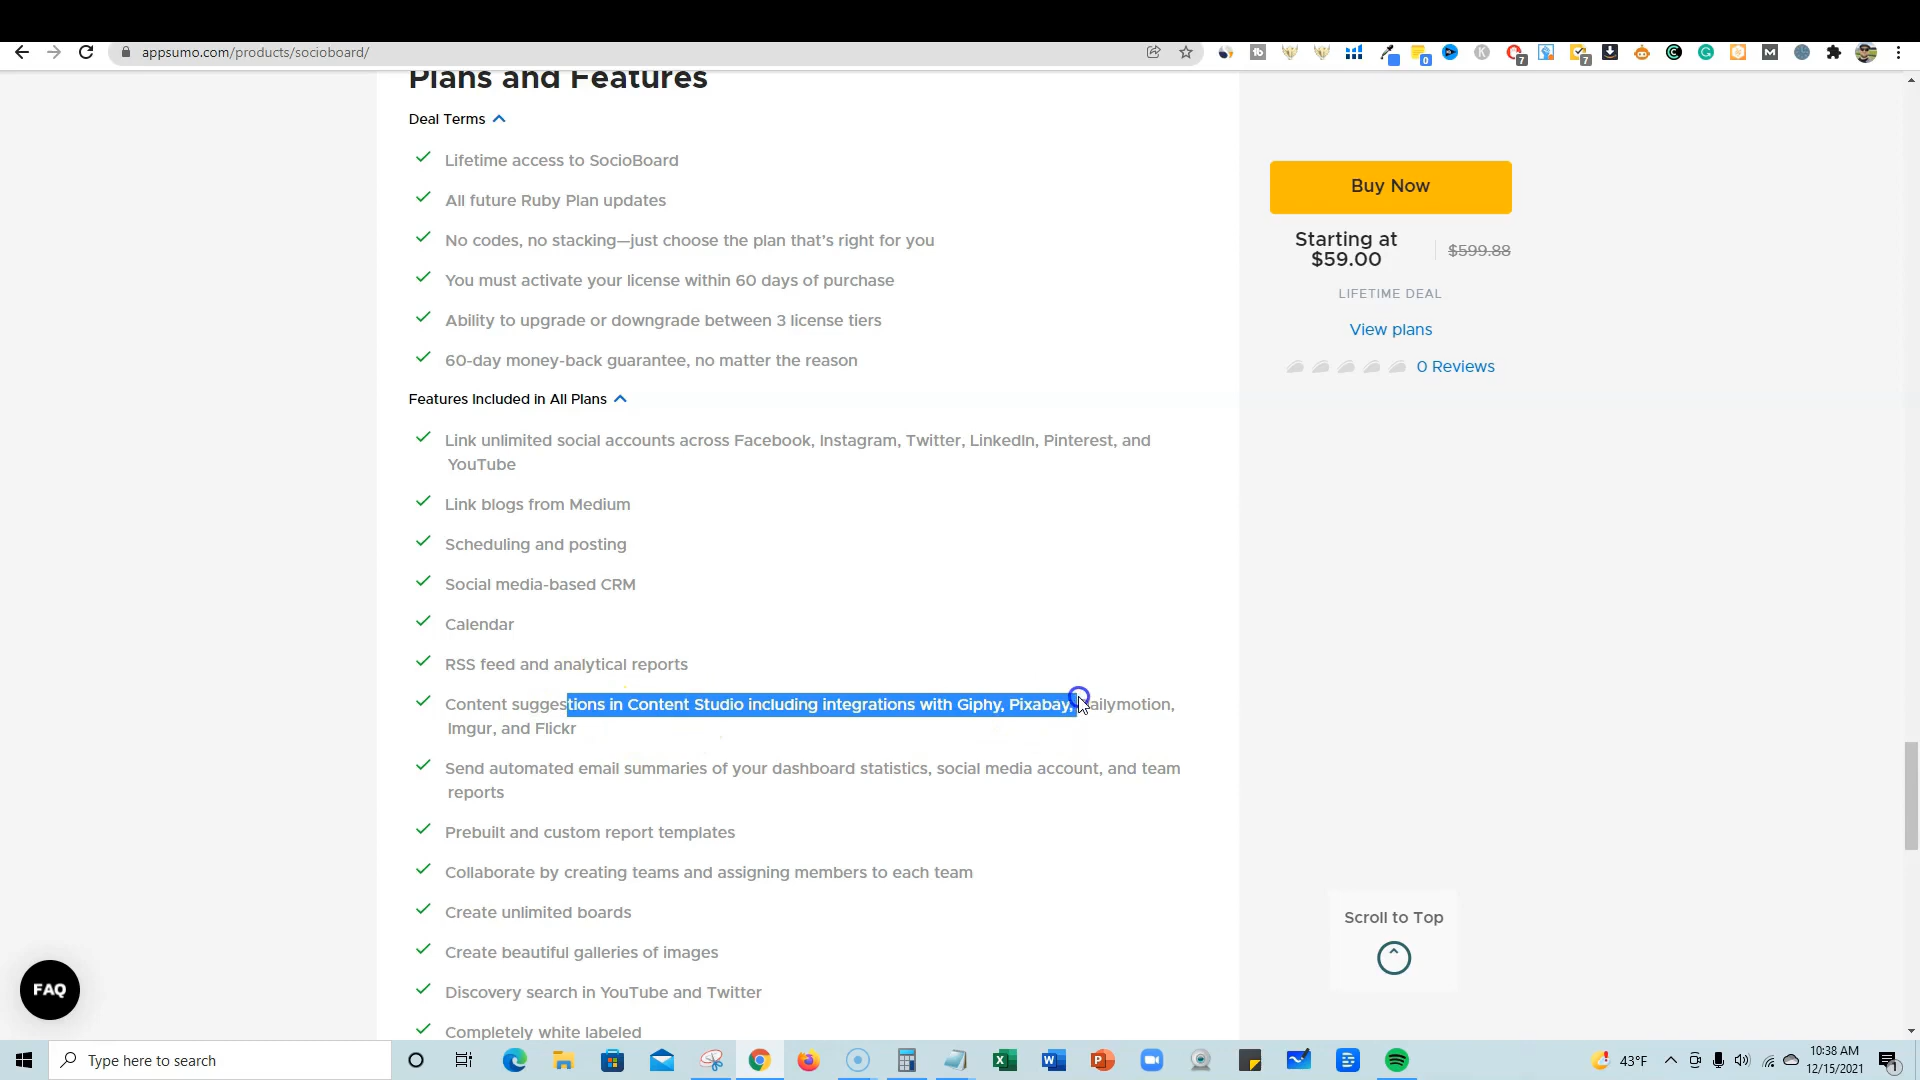 appsumo.com/products/socioboard/
Plans and Features
Deal Terms
Lifetime access to SocioBoard
All future Ruby Plan updates
No codes, no stacking—just choose the plan that's right for you
You must activate your license within 60 days of purchase
Ability to upgrade or downgrade between 3 license tiers
60-day money-back guarantee, no matter the reason
Features Included in All Plans
Link unlimited social accounts across Facebook, Instagram, Twitter, LinkedIn, Pinterest, and
YouTube
Link blogs from Medium
Scheduling and posting
Social media-based CRM
Calendar
RSS feed and analytical reports
Content suggestions in Content Studio including integrations with Giphy, Pixabay, Dailymotion,
Imgur, and Flickr
Send automated email summaries of your dashboard statistics, social media account, and team
reports
Prebuilt and custom report templates
Collaborate by creating teams and assigning members to each team
Create unlimited boards
Create beautiful galleries of images
Discovery search in YouTube and Twitter
Completely white labeled
Buy Now
Starting at
$59.00
$599.88
LIFETIME DEAL
View plans
0 Reviews
Scroll to Top
FAQ
Type here to search
43°F
10:38 AM
12/15/2021